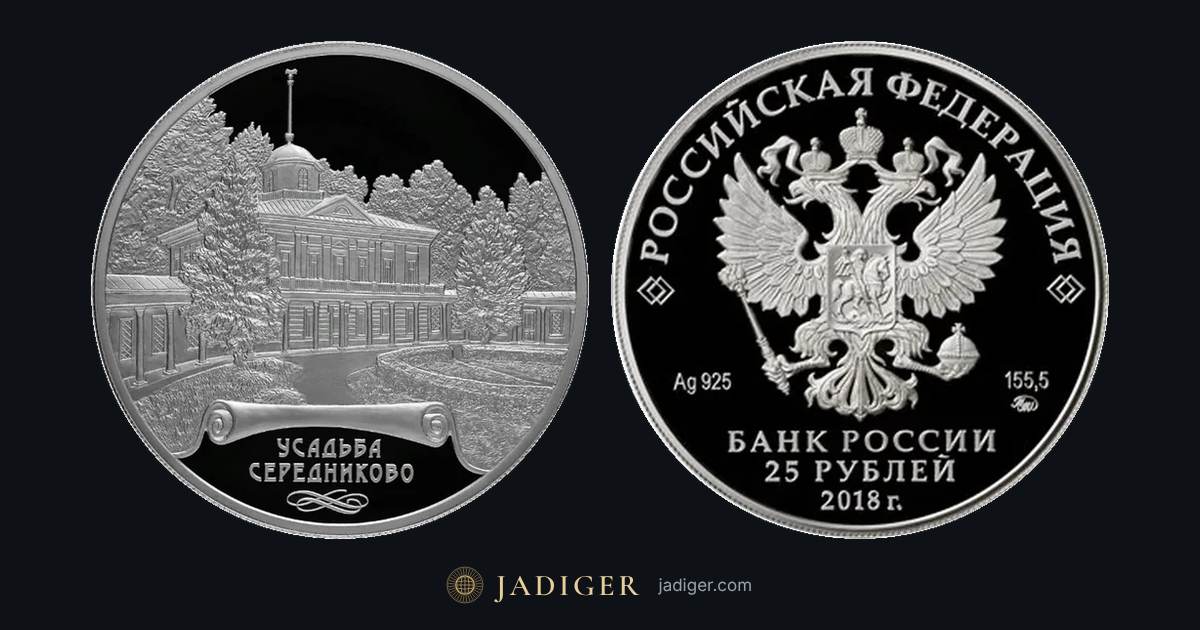 УСАДЬБА
СЕРЕДНИКОВО
РОССИЙСКАЯ ФЕДЕРАЦИЯ
Ag 925
155,5
БАНК РОССИИ
25 РУБЛЕЙ
2018 г.
JADIGER
jadiger.com